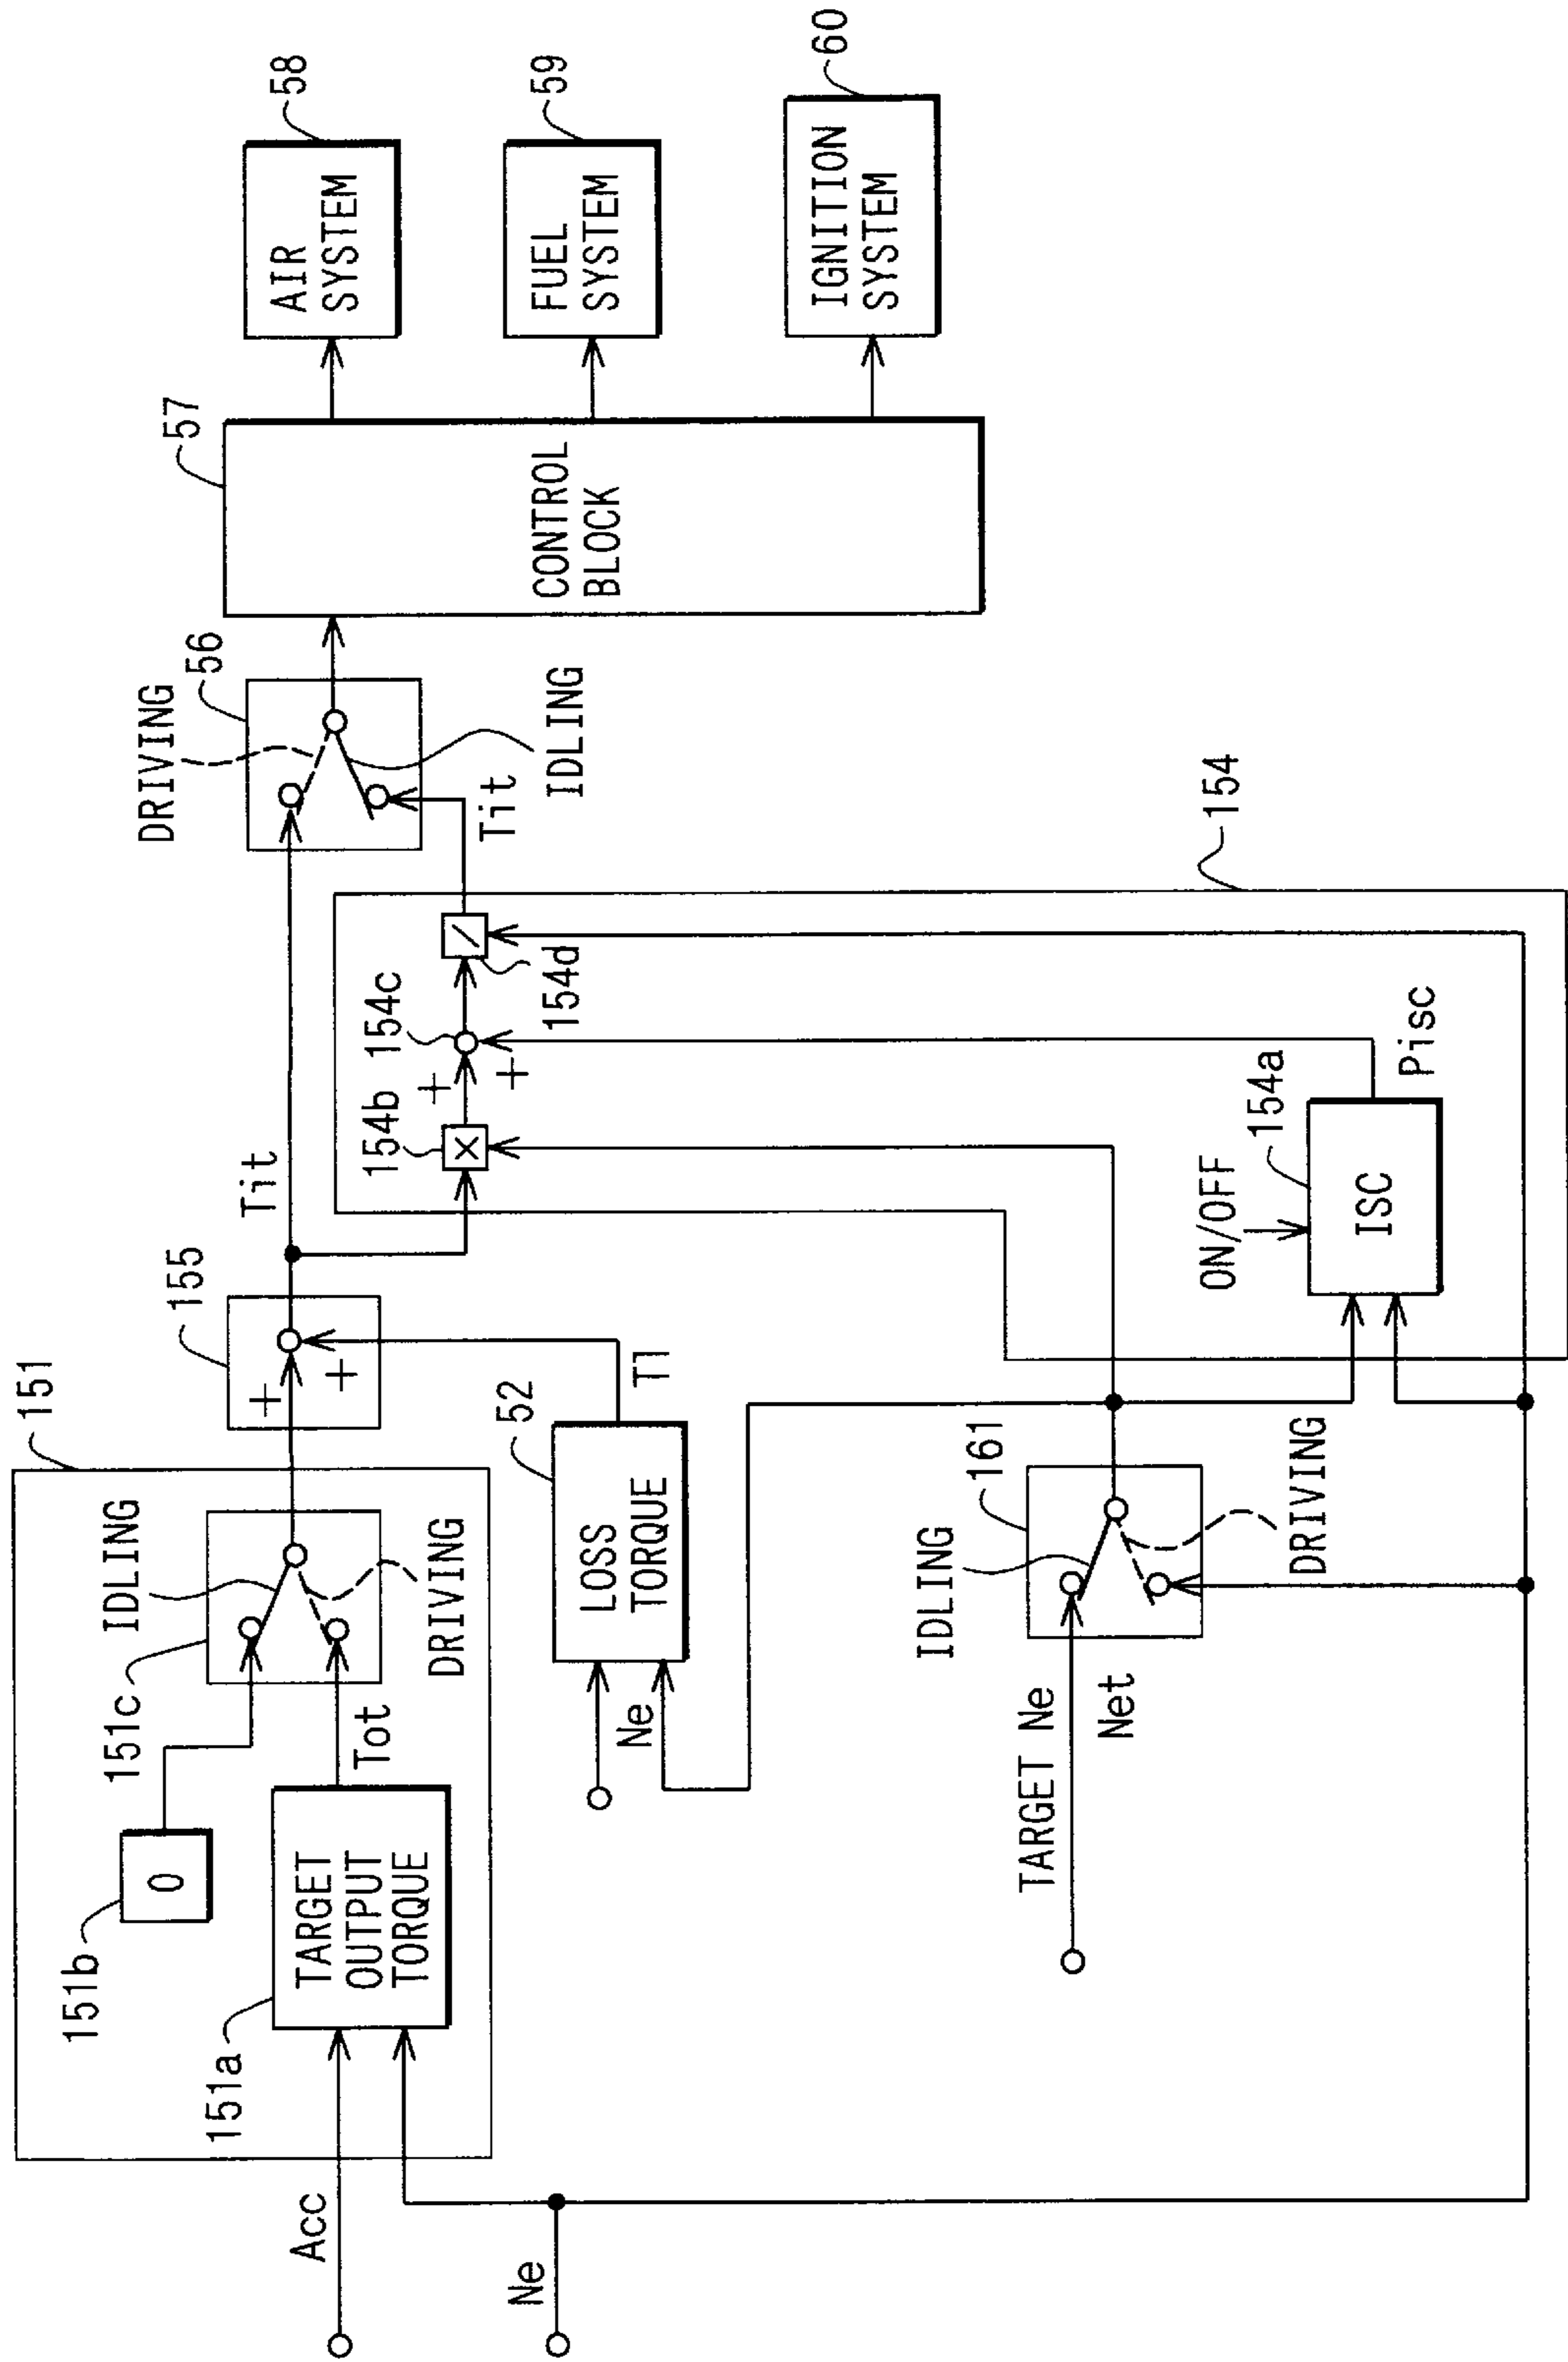 151
151b
0
151c
IDLING
151a
TARGET
OUTPUT
TORQUE
Tot
DRIVING
Acc
Ne
155
+
+
Tit
52
LOSS
TORQUE
Tl
Ne
TARGET Ne
Net
IDLING
161
DRIVING
154
154b
×
+
154c
+
154d
/
Tit
ON/OFF
154a
ISC
Pisc
DRIVING
56
IDLING
57
CONTROL
BLOCK
58
AIR
SYSTEM
59
FUEL
SYSTEM
60
IGNITION
SYSTEM